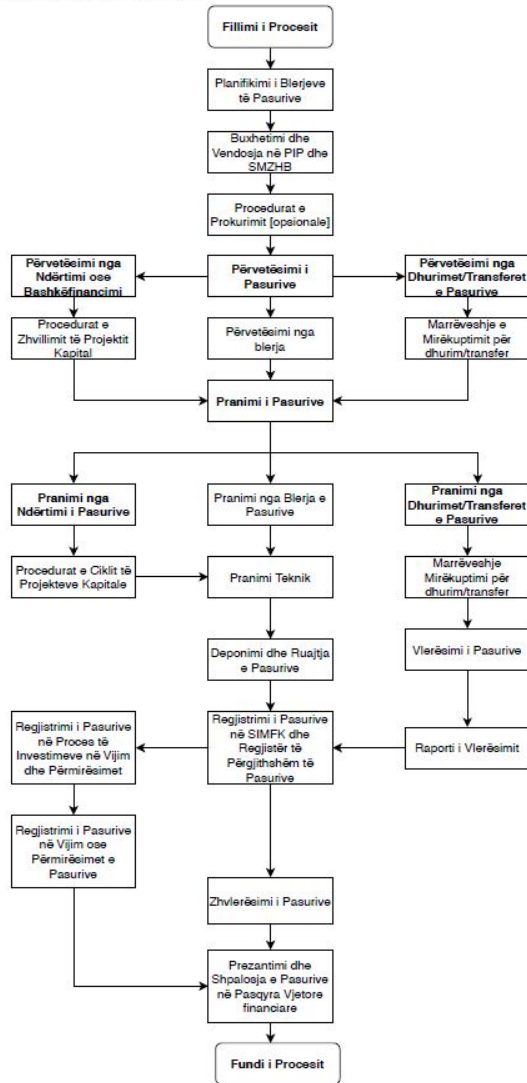 Fillimi i Procesit
Planifikimi i Blerjeve
të Pasurive
Buxhetimi dhe
Vendosja në PIP dhe
SMZHB
Procedurat e
Prokurimit [opsionale]
Përvetësimi nga
Ndërtimi ose
Bashkëfinancimi
Përvetësimi i
Pasurive
Përvetësimi nga
Dhurimet/Transferet
e Pasurive
Procedurat e
Zhvillimit të Projektit
Kapital
Përvetësimi nga
blerja
Marrëveshje e
Mirëkuptimit për
dhurim/transfer
Pranimi i Pasurive
Pranimi nga
Ndërtimi i Pasurive
Pranimi nga Blerja e
Pasurive
Pranimi nga
Dhurimet/Transferet
e Pasurive
Procedurat e Ciklit të
Projekteve Kapitale
Pranimi Teknik
Marrëveshje
Mirëkuptimi për
dhurim/transfer
Deponimi dhe Ruajtja
e Pasurive
Vlerësimi i Pasurive
Regjistrimi i Pasurive
në Proces të
Investimeve në Vijim
dhe Përmirësimet
Regjistrimi i Pasurive
në SIMFK dhe
Regjistër të
Përgjithshëm të
Pasurive
Raporti i Vlerësimit
Regjistrimi i Pasurive
në Vijim ose
Përmirësimet e
Pasurive
Zhvlerësimi i Pasurive
Prezantimi dhe
Shpalosja e Pasurive
në Pasqyra Vjetore
financiare
Fundi i Procesit